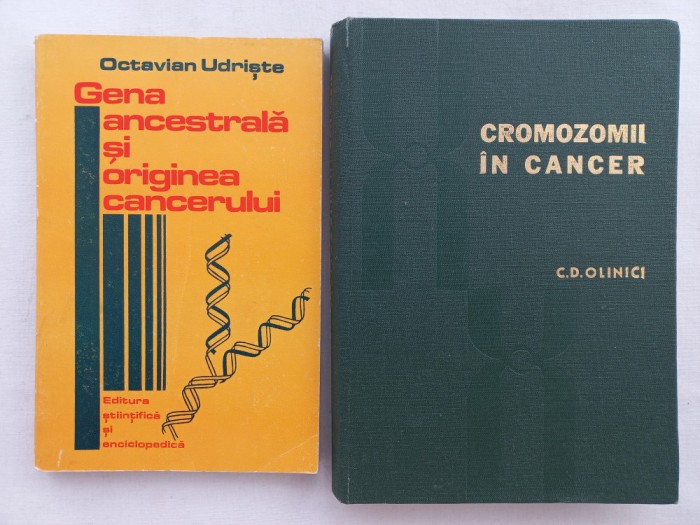 Octavian Udriște
Gena
ancestrală
și
originea
cancerului
Editura
științifică
și
enciclopedică
CROMOZOMII
ÎN CANCER
C.D. OLINICI